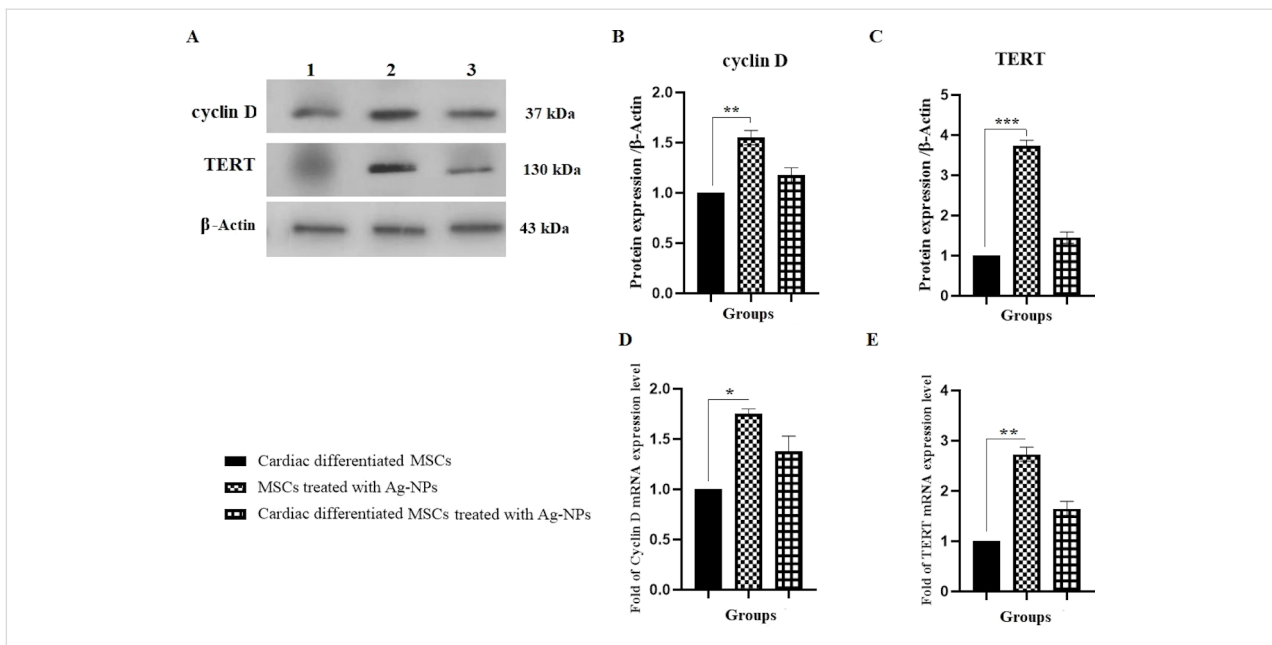 A
1 2 3
cyclin D 37 kDa
TERT 130 kDa
β-Actin 43 kDa
B
cyclin D
Protein expression /β-Actin
2.0
**
1.5
1.0
0.5
0.0
Groups
C
TERT
Protein expression/β-Actin
5
***
4
3
2
1
0
Groups
Cardiac differentiated MSCs
MSCs treated with Ag-NPs
Cardiac differentiated MSCs treated with Ag-NPs
D
Fold of Cyclin D mRNA expression level
2.0
*
1.5
1.0
0.5
0.0
Groups
E
Fold of TERT mRNA expression level
4
**
3
2
1
0
Groups